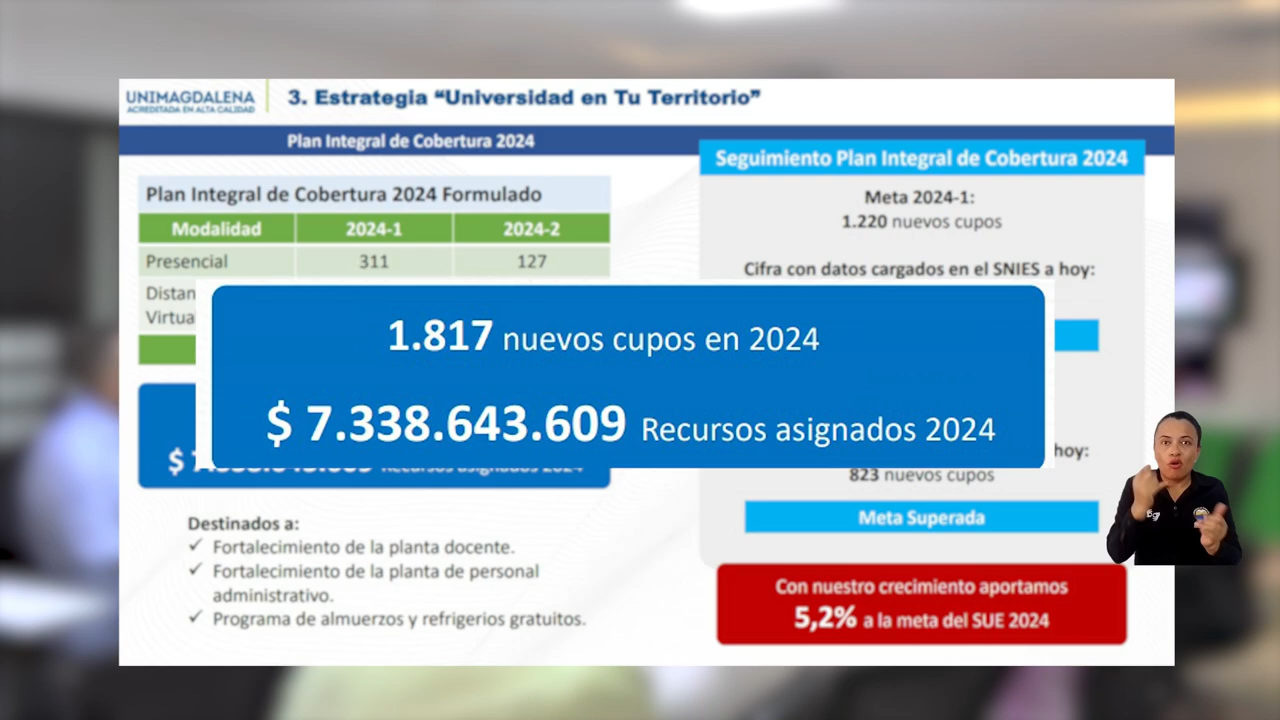 UNIMAGDALENA
ACREDITADA EN ALTA CALIDAD
3. Estrategia “Universidad en Tu Territorio”
Plan Integral de Cobertura 2024
Plan Integral de Cobertura 2024 Formulado
Modalidad 2024-1 2024-2
Presencial 311 127
Distan
Virtua
1.817 nuevos cupos en 2024
$ 7.338.643.609 Recursos asignados 2024
$
Destinados a:
✓ Fortalecimiento de la planta docente.
✓ Fortalecimiento de la planta de personal
administrativo.
✓ Programa de almuerzos y refrigerios gratuitos.
Seguimiento Plan Integral de Cobertura 2024
Meta 2024-1:
1.220 nuevos cupos
Cifra con datos cargados en el SNIES a hoy:
hoy:
823 nuevos cupos
Meta Superada
Con nuestro crecimiento aportamos
5,2% a la meta del SUE 2024